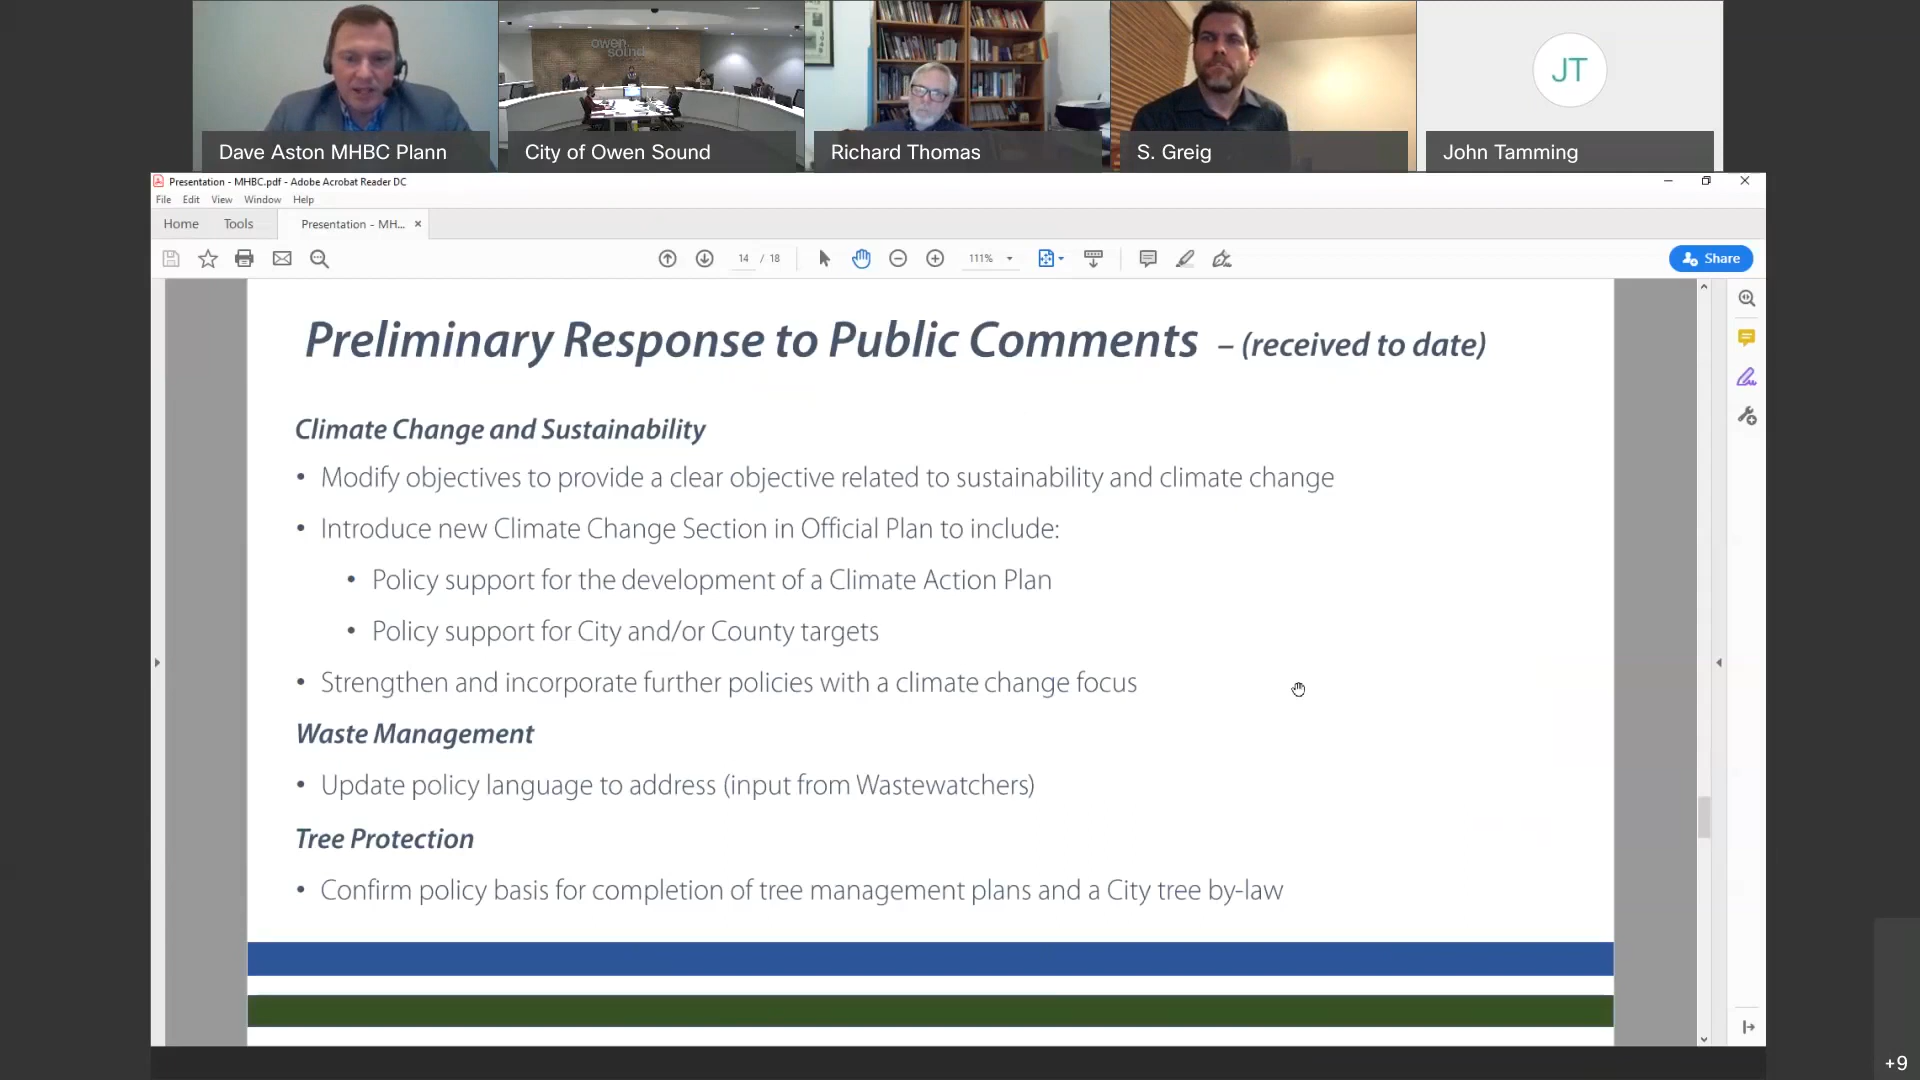 owen
sound
JT
Dave Aston MHBC Plann
City of Owen Sound
Richard Thomas
S. Greig
John Tamming
Presentation - MHBC.pdf - Adobe Acrobat Reader DC
File Edit View Window Help
Home Tools Presentation - MH... ×
14 / 18 111% Share
Preliminary Response to Public Comments – (received to date)
Climate Change and Sustainability
• Modify objectives to provide a clear objective related to sustainability and climate change
• Introduce new Climate Change Section in Official Plan to include:
• Policy support for the development of a Climate Action Plan
• Policy support for City and/or County targets
• Strengthen and incorporate further policies with a climate change focus
Waste Management
• Update policy language to address (input from Wastewatchers)
Tree Protection
• Confirm policy basis for completion of tree management plans and a City tree by-law
+9